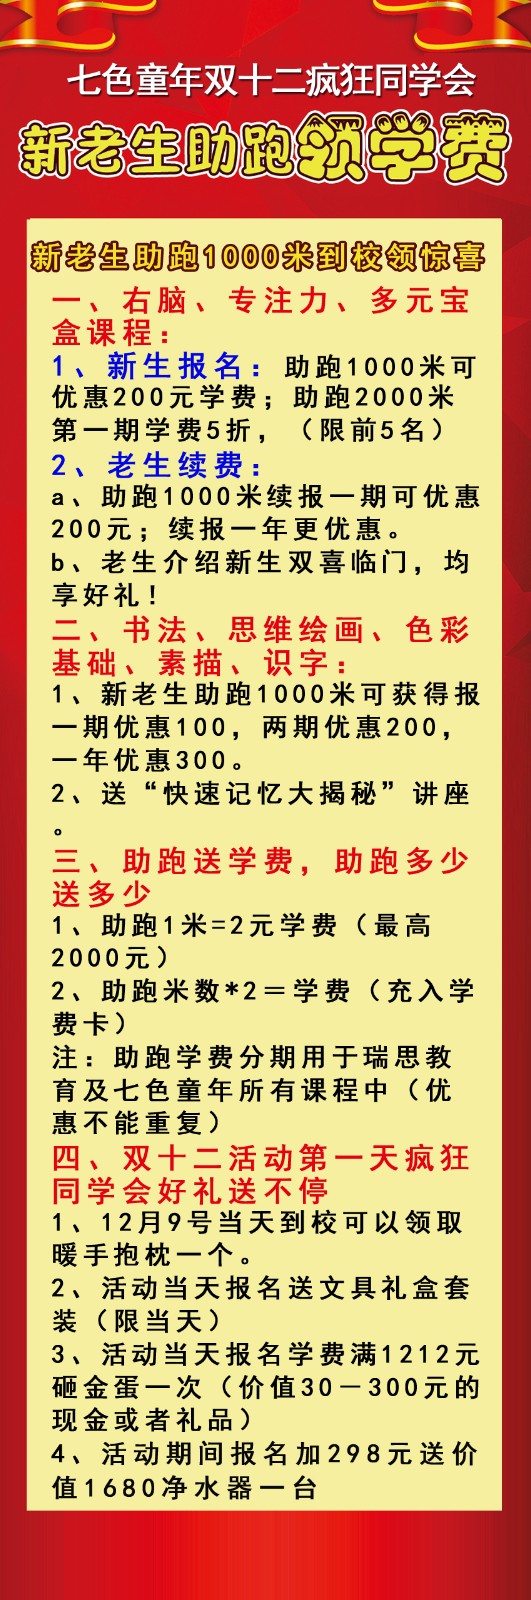 七色童年双十二疯狂同学会
新老生助跑领学费
新老生助跑1000米到校领惊喜
一、右脑、专注力、多元宝
盒课程：
1、新生报名：助跑1000米可
优惠200元学费；助跑2000米
第一期学费5折，（限前5名）
2、老生续费：
a、助跑1000米续报一期可优惠
200元；续报一年更优惠。
b、老生介绍新生双喜临门，均
享好礼!
二、书法、思维绘画、色彩
基础、素描、识字：
1、新老生助跑1000米可获得报
一期优惠100，两期优惠200，
一年优惠300。
2、送“快速记忆大揭秘”讲座
。
三、助跑送学费，助跑多少
送多少
1、助跑1米=2元学费（最高
2000元）
2、助跑米数*2＝学费（充入学
费卡）
注：助跑学费分期用于瑞思教
育及七色童年所有课程中（优
惠不能重复）
四、双十二活动第一天疯狂
同学会好礼送不停
1、12月9号当天到校可以领取
暖手抱枕一个。
2、活动当天报名送文具礼盒套
装（限当天）
3、活动当天报名学费满1212元
砸金蛋一次（价值30－300元的
现金或者礼品）
4、活动期间报名加298元送价
值1680净水器一台